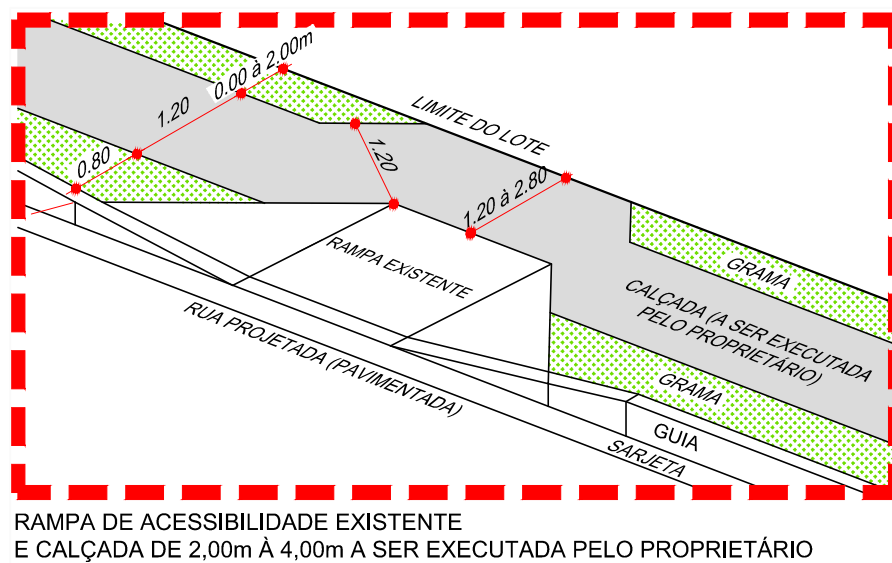 0.00 à 2.00m
1.20
0.80
LIMITE DO LOTE
1.20
1.20 à 2.80
RAMPA EXISTENTE
GRAMA
CALÇADA (A SER EXECUTADA
PELO PROPRIETÁRIO)
RUA PROJETADA (PAVIMENTADA)
GRAMA
GUIA
SARJETA
RAMPA DE ACESSIBILIDADE EXISTENTE
E CALÇADA DE 2,00m À 4,00m A SER EXECUTADA PELO PROPRIETÁRIO